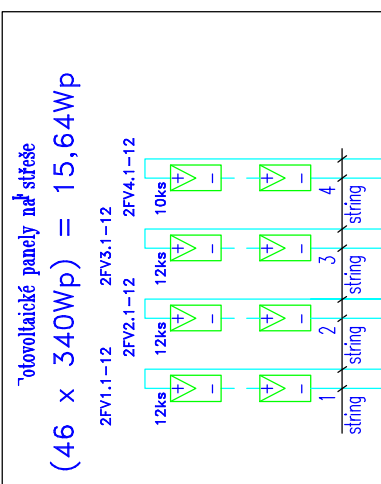 otovoltaické panely na střeše
(46 x 340Wp) = 15,64Wp
2FV1.1-12
2FV2.1-12
2FV3.1-12
2FV4.1-12
12ks
12ks
12ks
10ks
+ - + -
+ - + -
+ - + -
+ - + -
string 1
string 2
string 3
string 4